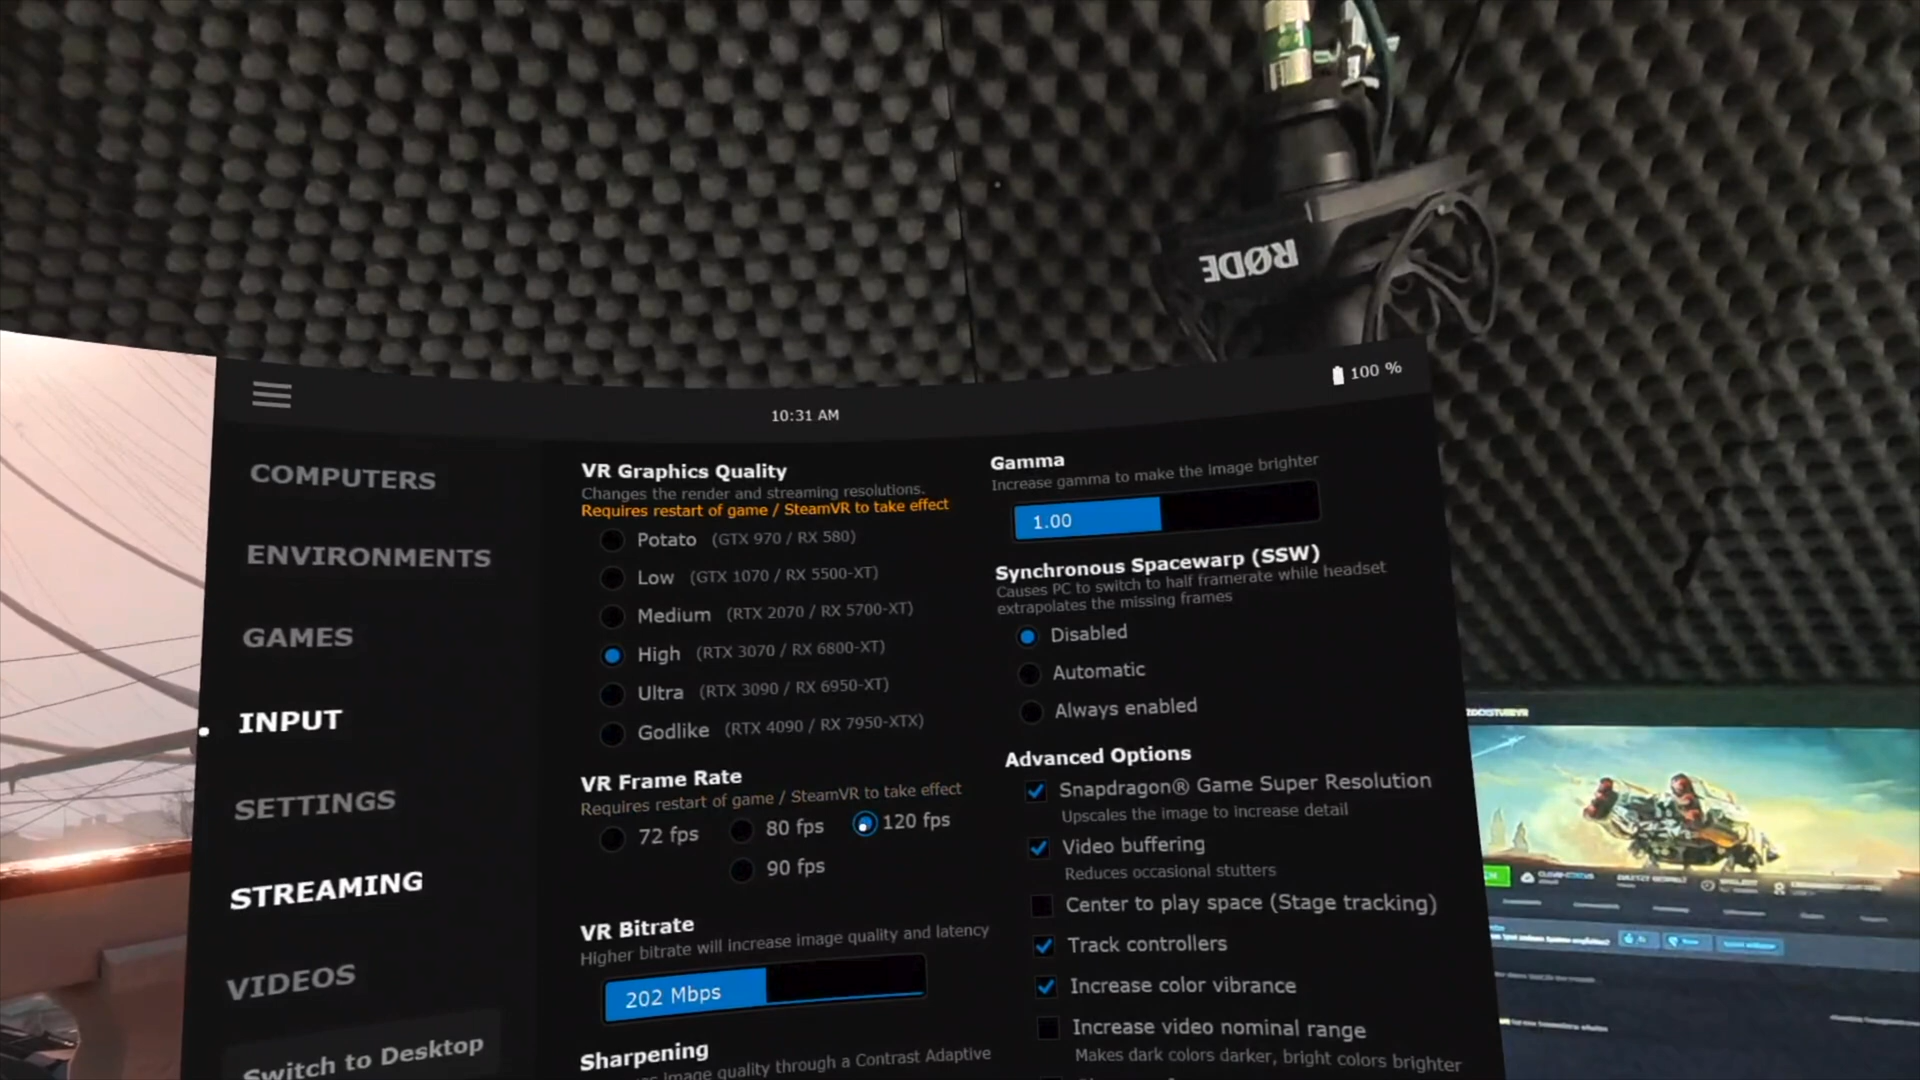 RØDE
100 %
10:31 AM
COMPUTERS
ENVIRONMENTS
GAMES
INPUT
SETTINGS
STREAMING
VIDEOS
Switch to Desktop
VR Graphics Quality
Changes the render and streaming resolutions.
Requires restart of game / SteamVR to take effect
Potato (GTX 970 / RX 580)
Low (GTX 1070 / RX 5500-XT)
Medium (RTX 2070 / RX 5700-XT)
High (RTX 3070 / RX 6800-XT)
Ultra (RTX 3090 / RX 6950-XT)
Godlike (RTX 4090 / RX 7950-XTX)
VR Frame Rate
Requires restart of game / SteamVR to take effect
72 fps 80 fps 120 fps
90 fps
VR Bitrate
Higher bitrate will increase image quality and latency
202 Mbps
Sharpening
image quality through a Contrast Adaptive
Gamma
Increase gamma to make the image brighter
1.00
Synchronous Spacewarp (SSW)
Causes PC to switch to half framerate while headset
extrapolates the missing frames
Disabled
Automatic
Always enabled
Advanced Options
Snapdragon® Game Super Resolution
Upscales the image to increase detail
Video buffering
Reduces occasional stutters
Center to play space (Stage tracking)
Track controllers
Increase color vibrance
Increase video nominal range
Makes dark colors darker, bright colors brighter